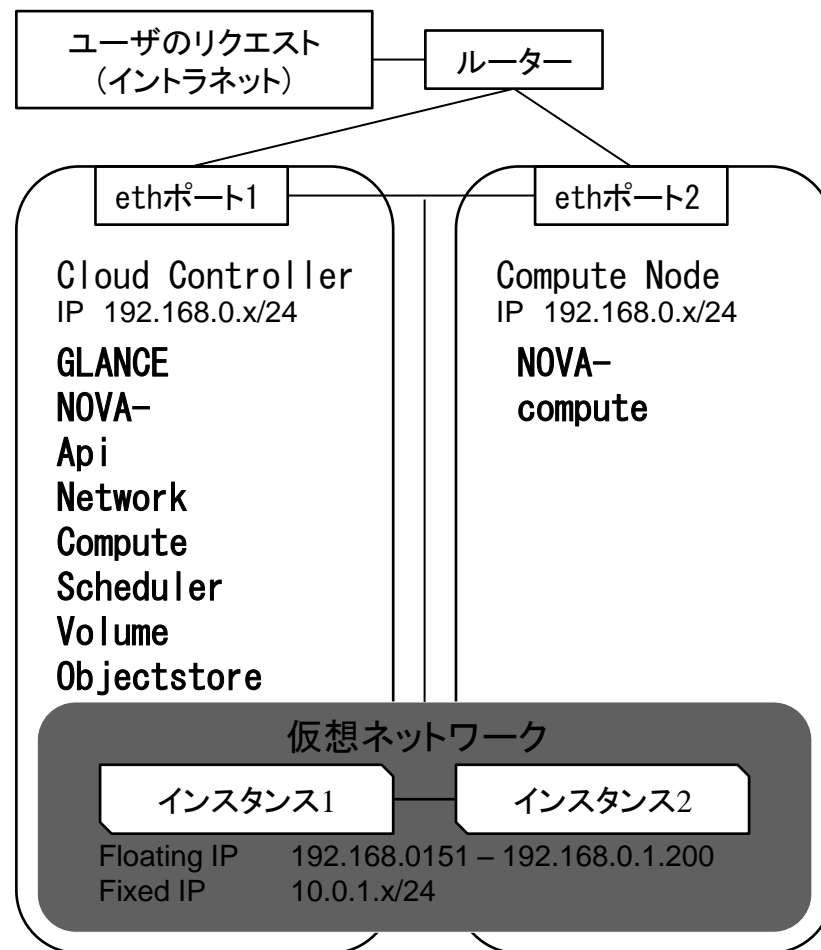 ユーザのリクエスト
(イントラネット)
ルーター
ethポート1
ethポート2
Cloud Controller
IP 192.168.0.x/24
GLANCE
NOVA-
Api
Network
Compute
Scheduler
Volume
Objectstore
Compute Node
IP 192.168.0.x/24
NOVA-
compute
仮想ネットワーク
インスタンス1
インスタンス2
Floating IP 192.168.0151 – 192.168.0.1.200
Fixed IP 10.0.1.x/24